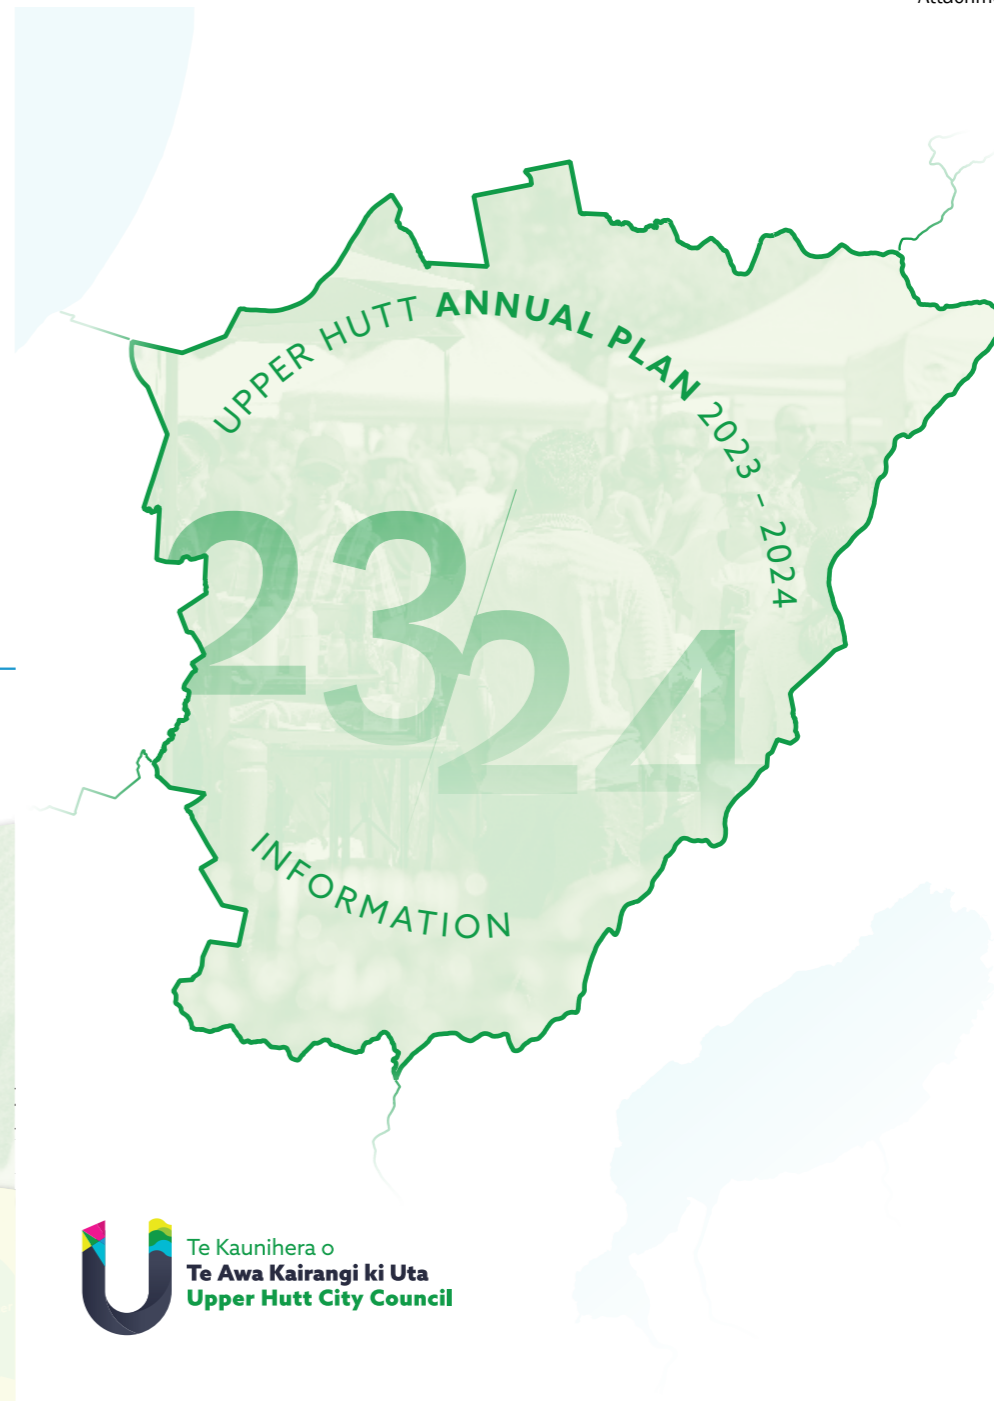 UPPER HUTT ANNUAL PLAN 2023 – 2024
23
24
INFORMATION
Te Kaunihera o
Te Awa Kairangi ki Uta
Upper Hutt City Council